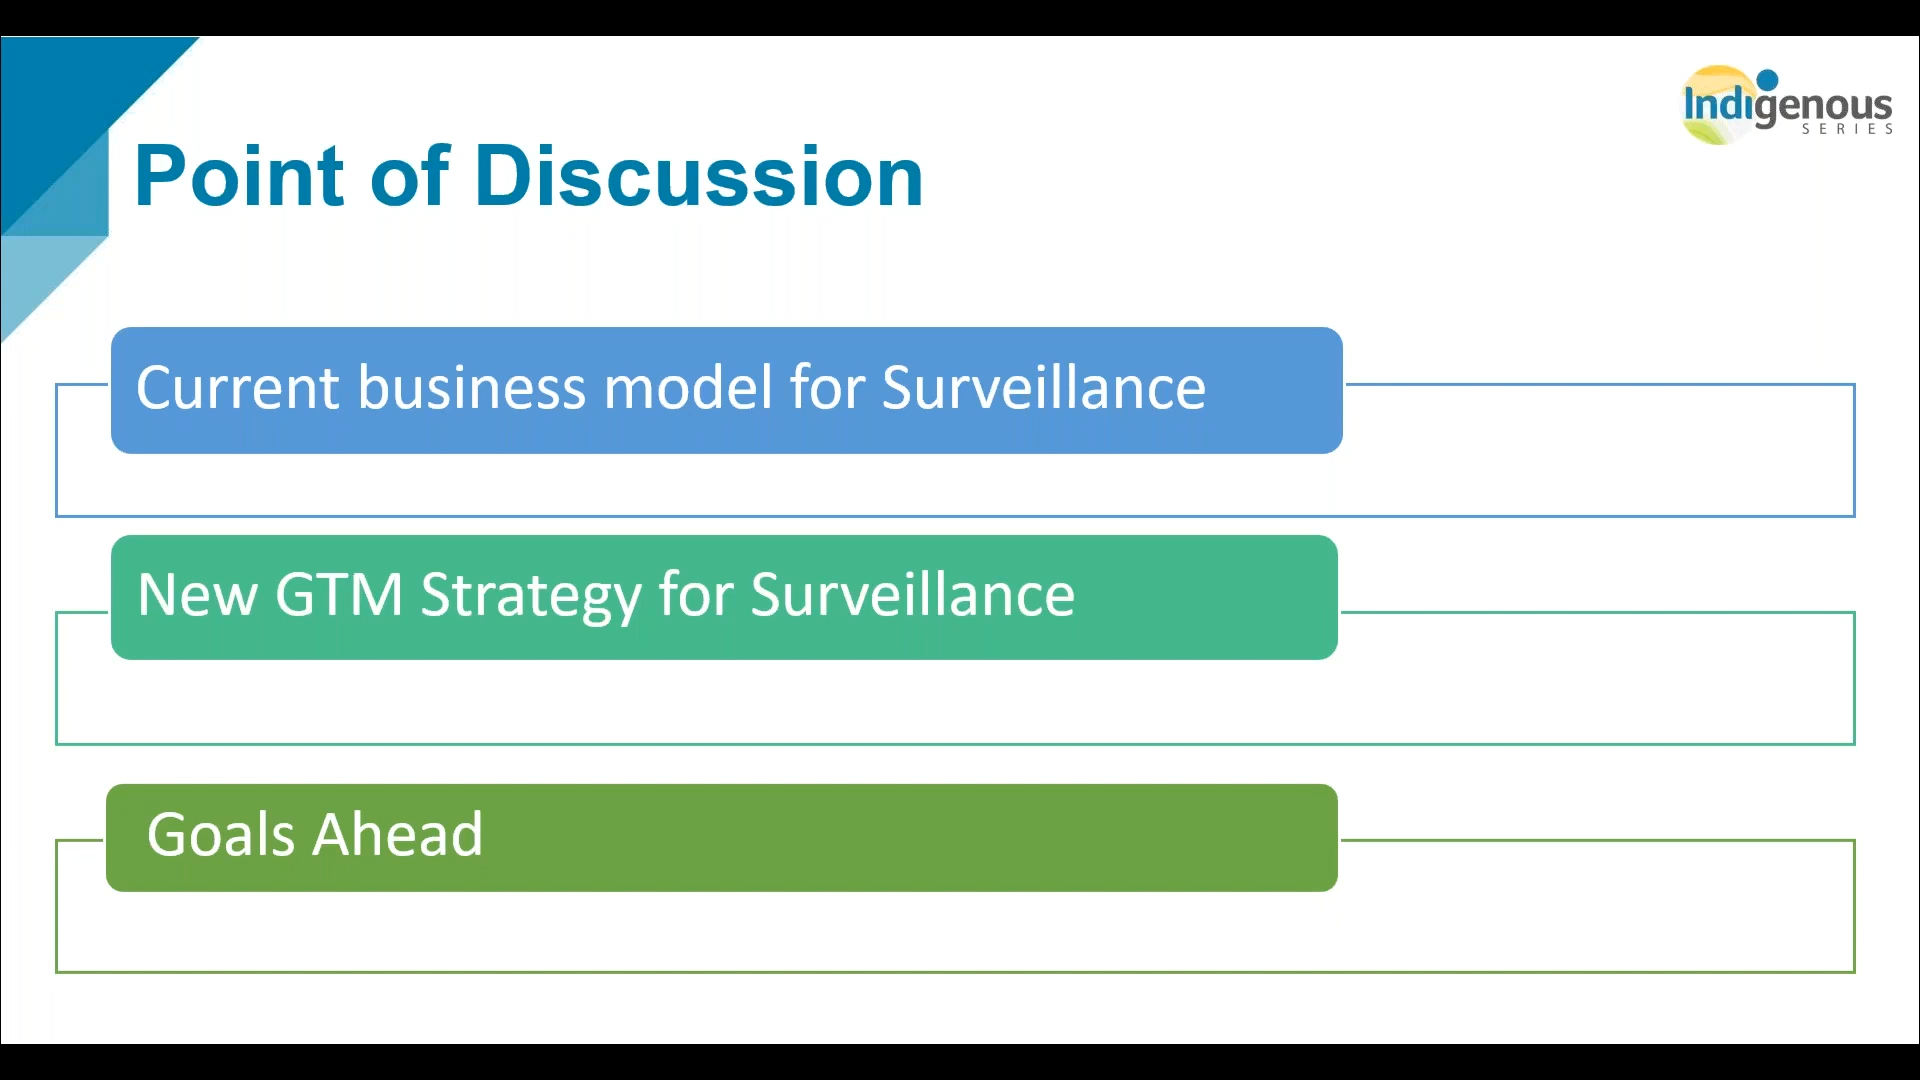 Indigenous
SERIES
Point of Discussion
Current business model for Surveillance
New GTM Strategy for Surveillance
Goals Ahead